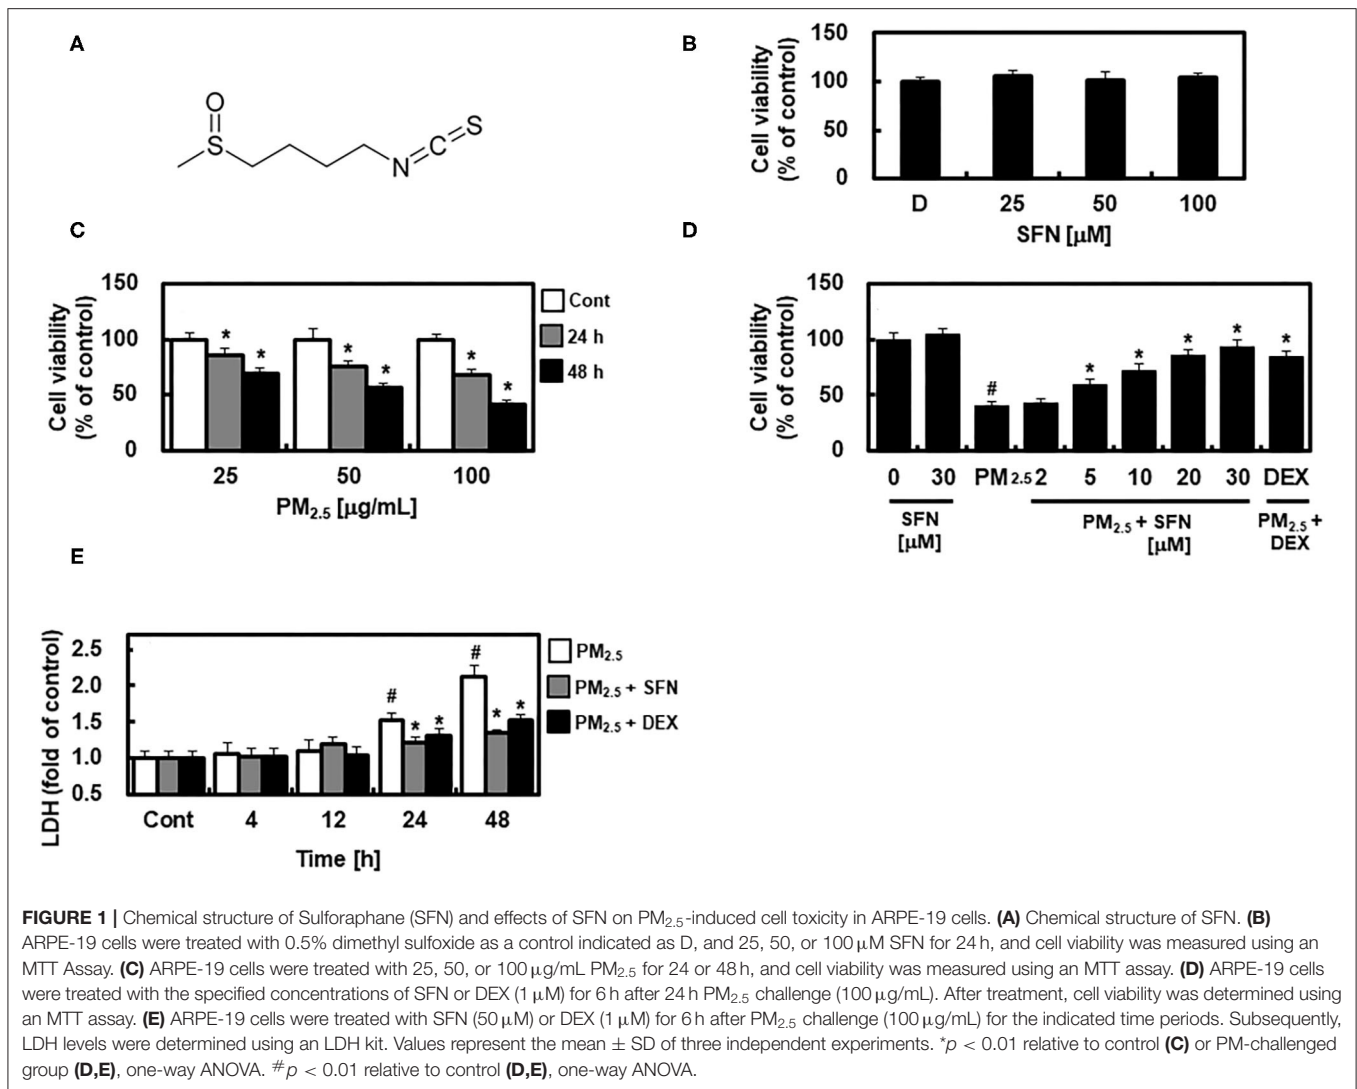 A
O
S
N
C
S
B
Cell viability
(% of control)
150
100
50
0
D 25 50 100
SFN [μM]
C
Cell viability
(% of control)
150
100
50
0
* * * * * *
25 50 100
PM2.5 [μg/mL]
Cont
24 h
48 h
D
Cell viability
(% of control)
150
100
50
0
# * * * * *
0 30 PM 2.5 2 5 10 20 30 DEX
SFN
[μM]
PM2.5 + SFN
[μM]
PM2.5 +
DEX
E
LDH (fold of control)
2.5
2.0
1.5
1.0
0.5
# * * # * *
Cont 4 12 24 48
Time [h]
PM2.5
PM2.5 + SFN
PM2.5 + DEX
FIGURE 1 | Chemical structure of Sulforaphane (SFN) and effects of SFN on PM2.5-induced cell toxicity in ARPE-19 cells. (A) Chemical structure of SFN. (B)
ARPE-19 cells were treated with 0.5% dimethyl sulfoxide as a control indicated as D, and 25, 50, or 100 μM SFN for 24 h, and cell viability was measured using an
MTT Assay. (C) ARPE-19 cells were treated with 25, 50, or 100 μg/mL PM2.5 for 24 or 48 h, and cell viability was measured using an MTT assay. (D) ARPE-19 cells
were treated with the specified concentrations of SFN or DEX (1 μM) for 6 h after 24 h PM2.5 challenge (100 μg/mL). After treatment, cell viability was determined using
an MTT assay. (E) ARPE-19 cells were treated with SFN (50 μM) or DEX (1 μM) for 6 h after PM2.5 challenge (100 μg/mL) for the indicated time periods. Subsequently,
LDH levels were determined using an LDH kit. Values represent the mean ± SD of three independent experiments. *p < 0.01 relative to control (C) or PM-challenged
group (D,E), one-way ANOVA. #p < 0.01 relative to control (D,E), one-way ANOVA.